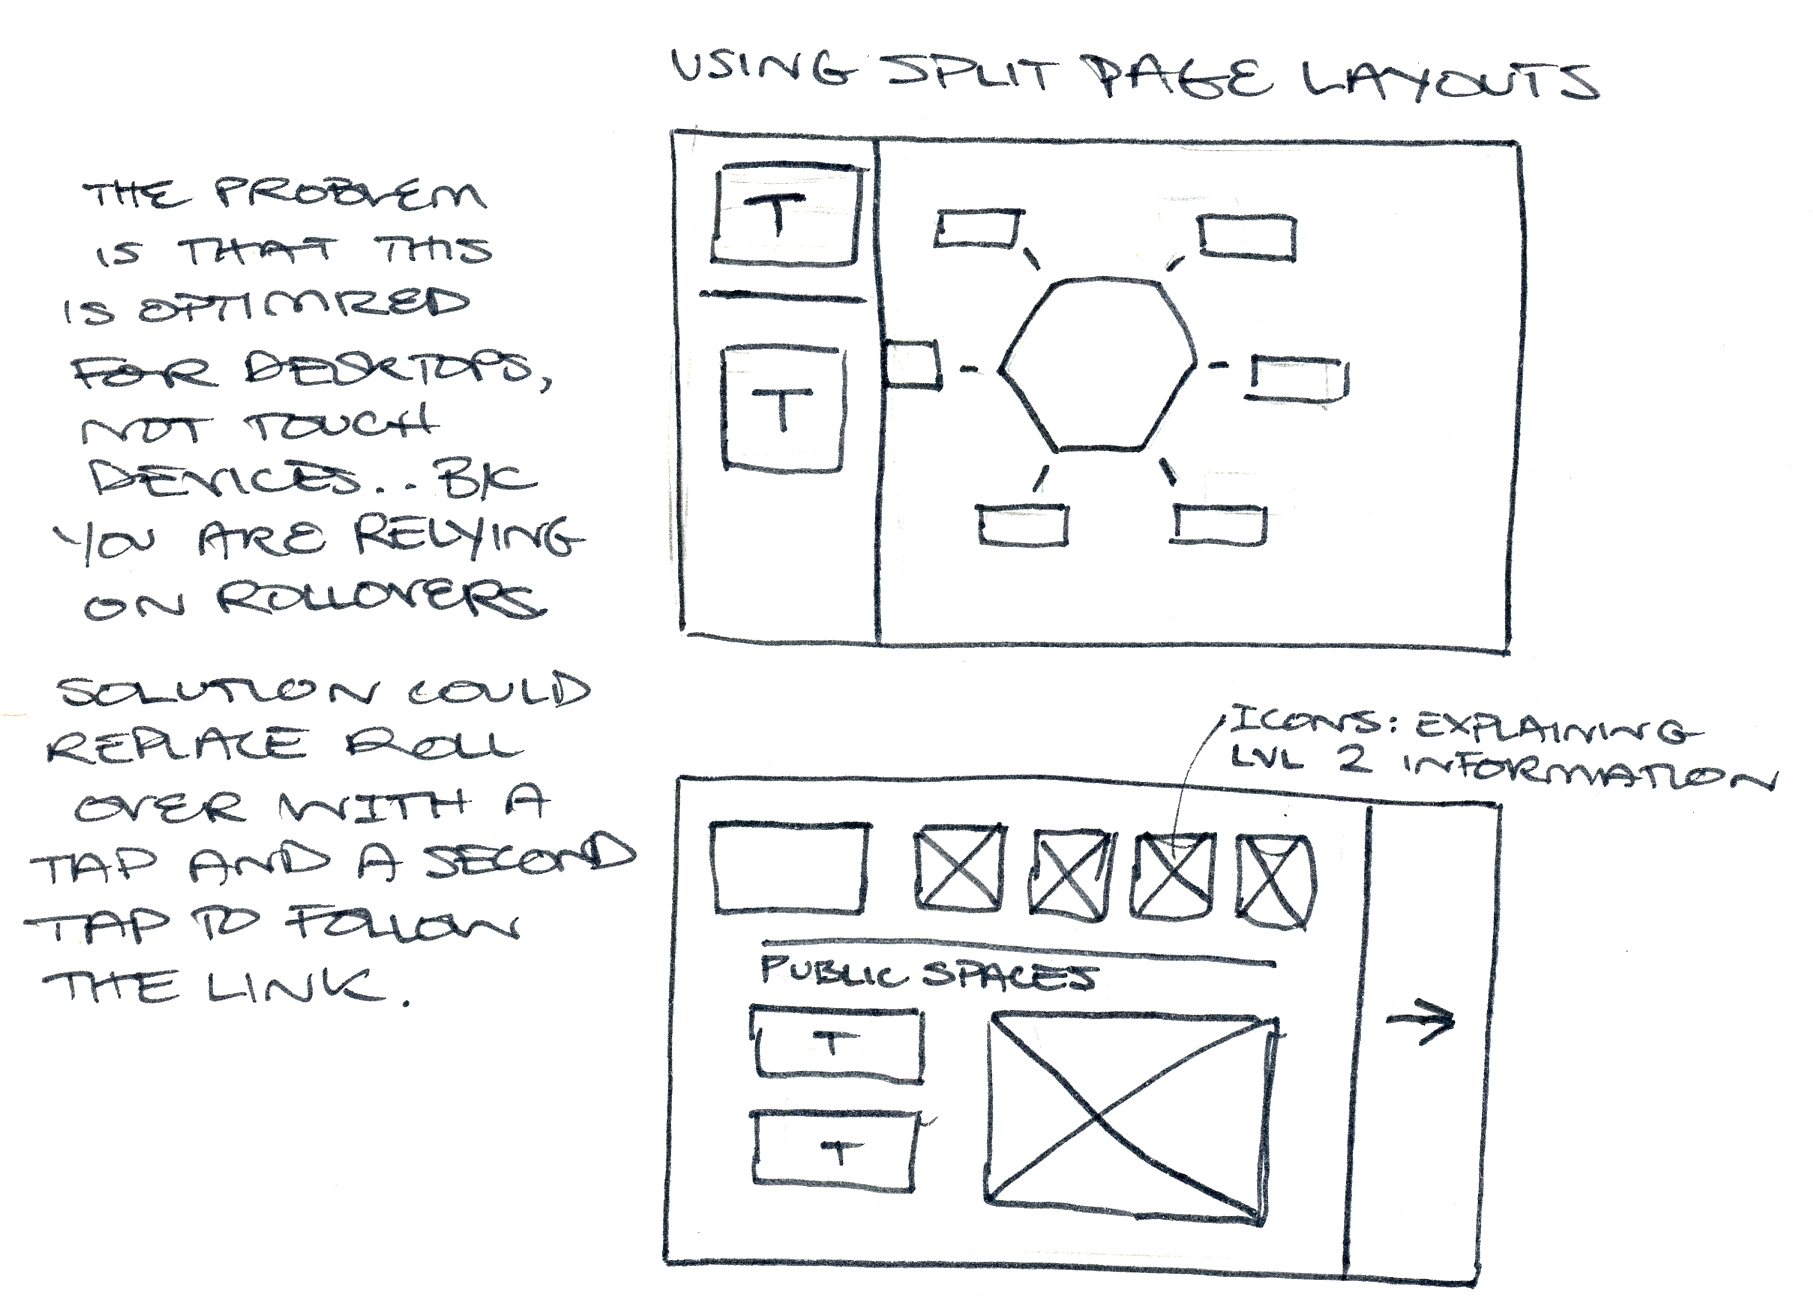 USING SPLIT PAGE LAYOUTS
THE PROBLEM
IS THAT THIS
IS OPTIMIZED
FOR DESKTOPS,
NOT TOUCH
DEVICES.. B/C
YOU ARE RELYING
ON ROLLOVERS
SOLUTION COULD
REPLACE ROLL
OVER WITH A
TAP AND A SECOND
TAP TO FOLLOW
THE LINK.
T
T
ICONS: EXPLAINING
LVL 2 INFORMATION
PUBLIC SPACES
T
T